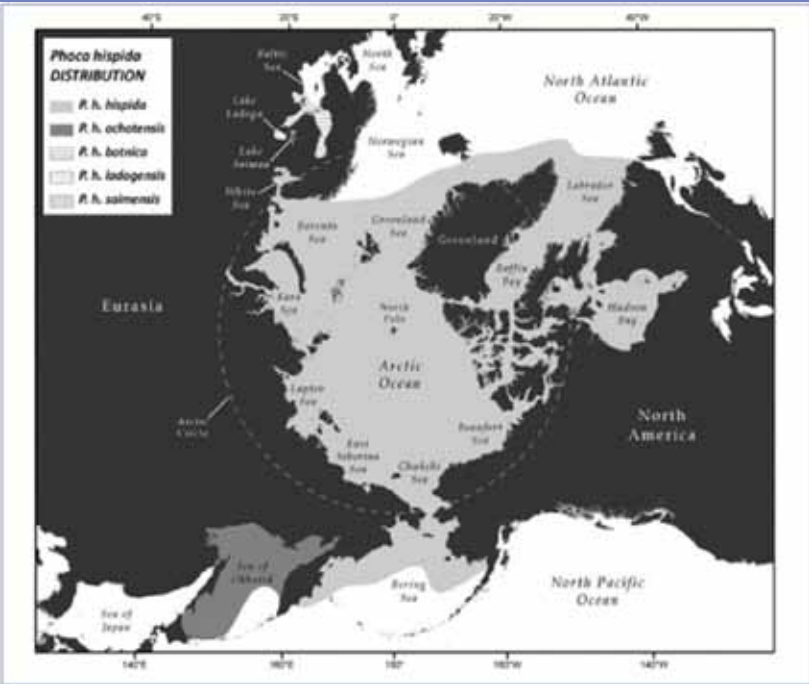 40°E
20°E
0°
20°W
40°W
Phoca hispida
DISTRIBUTION
P. h. hispida
P. h. ochotensis
P. h. botnica
P. h. ladogensis
P. h. saimensis
Baltic
Sea
North
Sea
North Atlantic
Ocean
Lake
Ladoga
Lake
Saimaa
Norwegian
Sea
White
Sea
Labrador
Sea
Barents
Sea
Greenland
Sea
Greenland
Baffin
Bay
Eurasia
Kara
Sea
North
Pole
Hudson
Bay
Arctic
Ocean
Laptev
Sea
Arctic
Circle
Beaufort
Sea
North
America
East
Siberian
Sea
Chukchi
Sea
Sea of
Okhotsk
Bering
Sea
North Pacific
Ocean
Sea of
Japan
140°E
160°E
180°
160°W
140°W